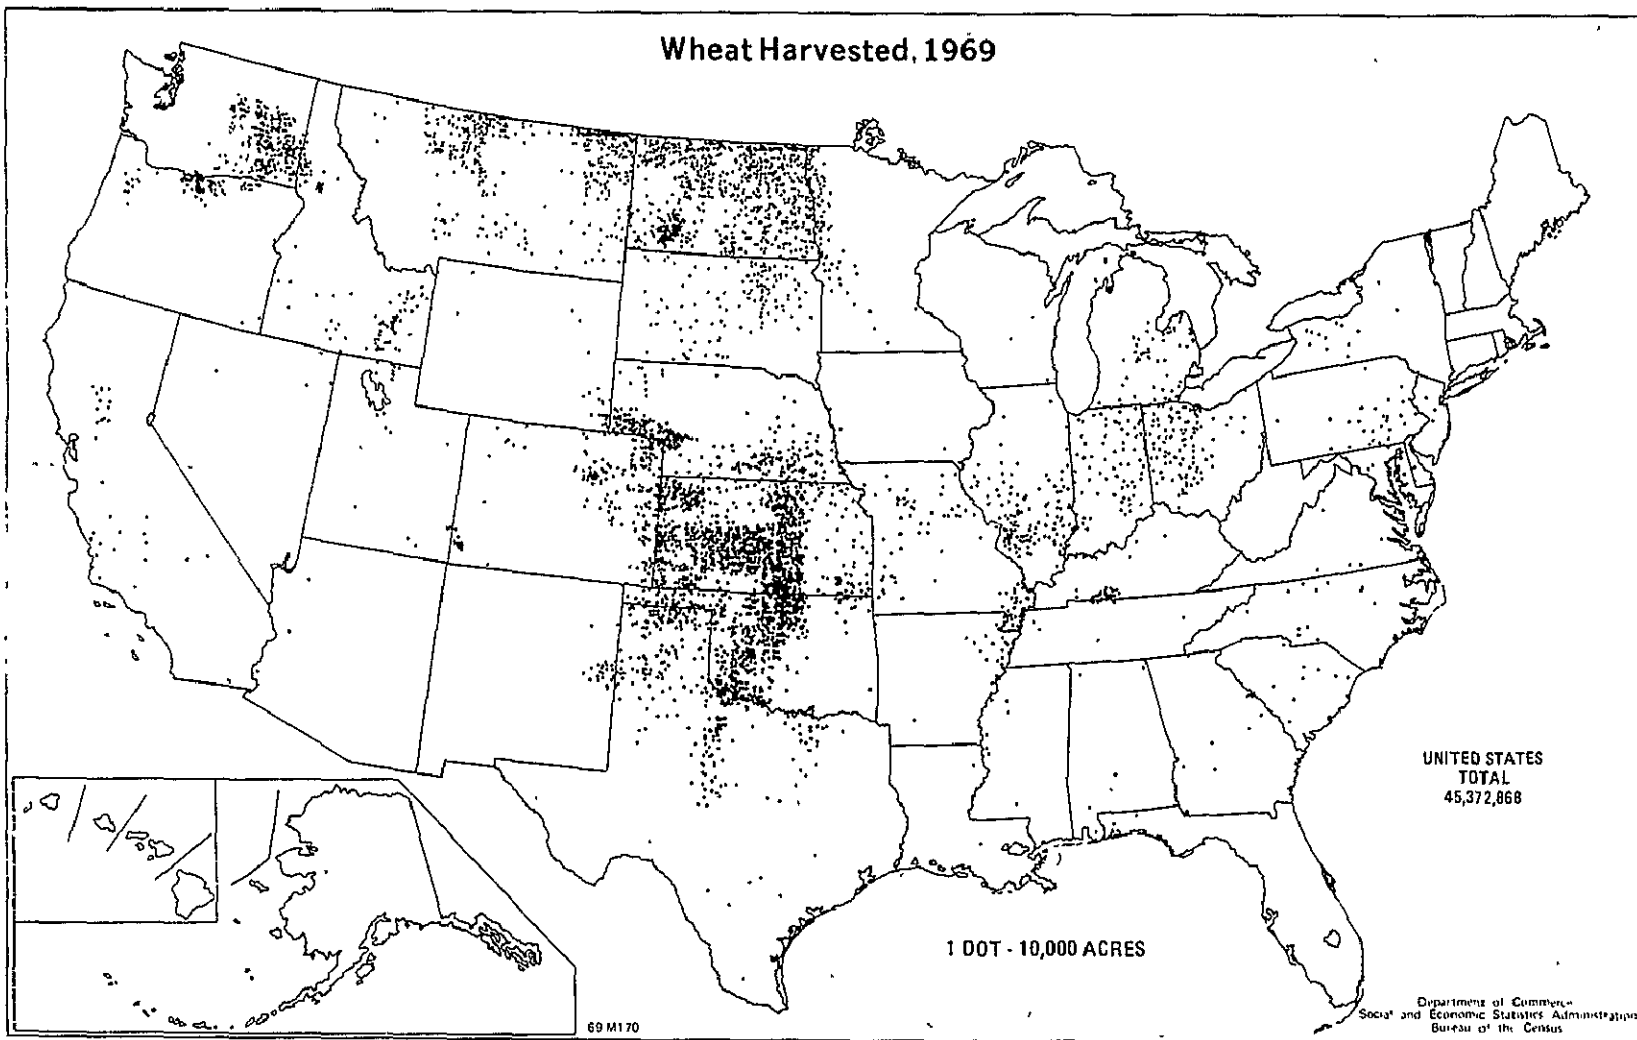 Wheat Harvested, 1969
UNITED STATES
TOTAL
45,372,868
1 DOT - 10,000 ACRES
69 M170
Department of Commerce
Social and Economic Statistics Administration
Bureau of the Census